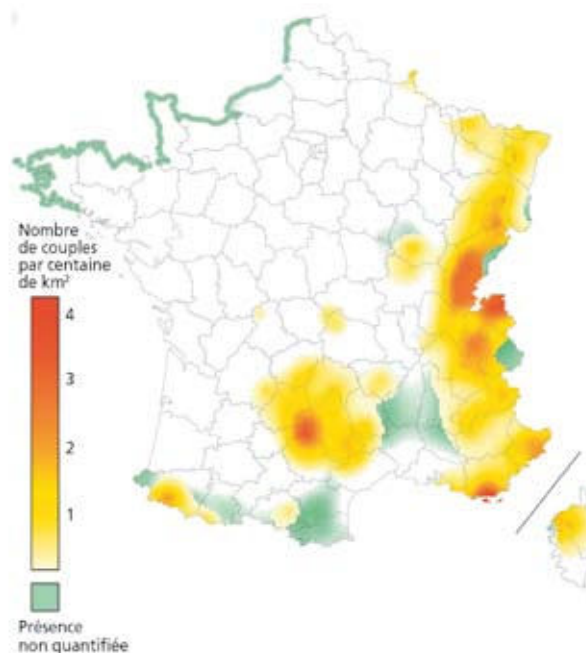 Nombre
de couples
par centaine
de km²
4
3
2
1
Présence
non quantifiée